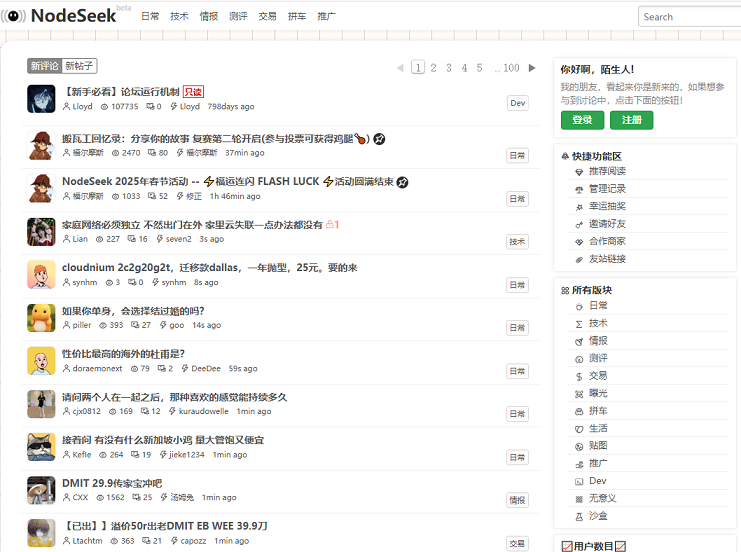 NodeSeek beta
日常 技术 情报 测评 交易 拼车 推广
Search
新评论 新帖子
1 2 3 4 5 ..100
【新手必看】论坛运行机制 只读
Lloyd 107735 0 Lloyd 798days ago
Dev
搬瓦工回忆录：分享你的故事 复赛第二轮开启(参与投票可获得鸡腿🍗)
福尔摩斯 2470 80 福尔摩斯 37min ago
日常
NodeSeek 2025年春节活动 -- ⚡福运连闪 FLASH LUCK ⚡活动回满结束
福尔摩斯 1033 52 修正 1h 46min ago
日常
家庭网络必须独立 不然出门在外 家里云失联一点办法都没有 1
Lian 227 16 seven2 3s ago
技术
cloudnium 2c2g20g2t，迁移款dallas，一年抛型，25元。要的来
synhm 3 0 synhm 8s ago
日常
如果你单身，会选择结过婚的吗？
piller 393 27 goo 14s ago
日常
性价比最高的海外的杜甫是？
doraemonext 79 2 DeeDee 59s ago
日常
请问两个人在一起之后，那种喜欢的感觉能持续多久
cjx0812 169 12 kuraudowelle 1min ago
日常
接着问 有没有什么新加坡小鸡 量大管饱又便宜
Kefle 264 19 jieke1234 1min ago
日常
DMIT 29.9传家宝冲吧
CXX 1562 25 汤姆兔 1min ago
情报
【已出】】溢价50r出老DMIT EB WEE 39.9刀
Ltachtm 363 21 capozz 1min ago
交易
你好啊，陌生人！
我的朋友，看起来你是新来的，如果想参
与到讨论中，点击下面的按钮！
登录 注册
快捷功能区
推荐阅读
管理记录
幸运抽奖
邀请好友
合作商家
友站链接
所有版块
日常
技术
情报
测评
交易
曝光
拼车
生活
贴图
推广
Dev
无意义
沙盒
📈用户数目📈